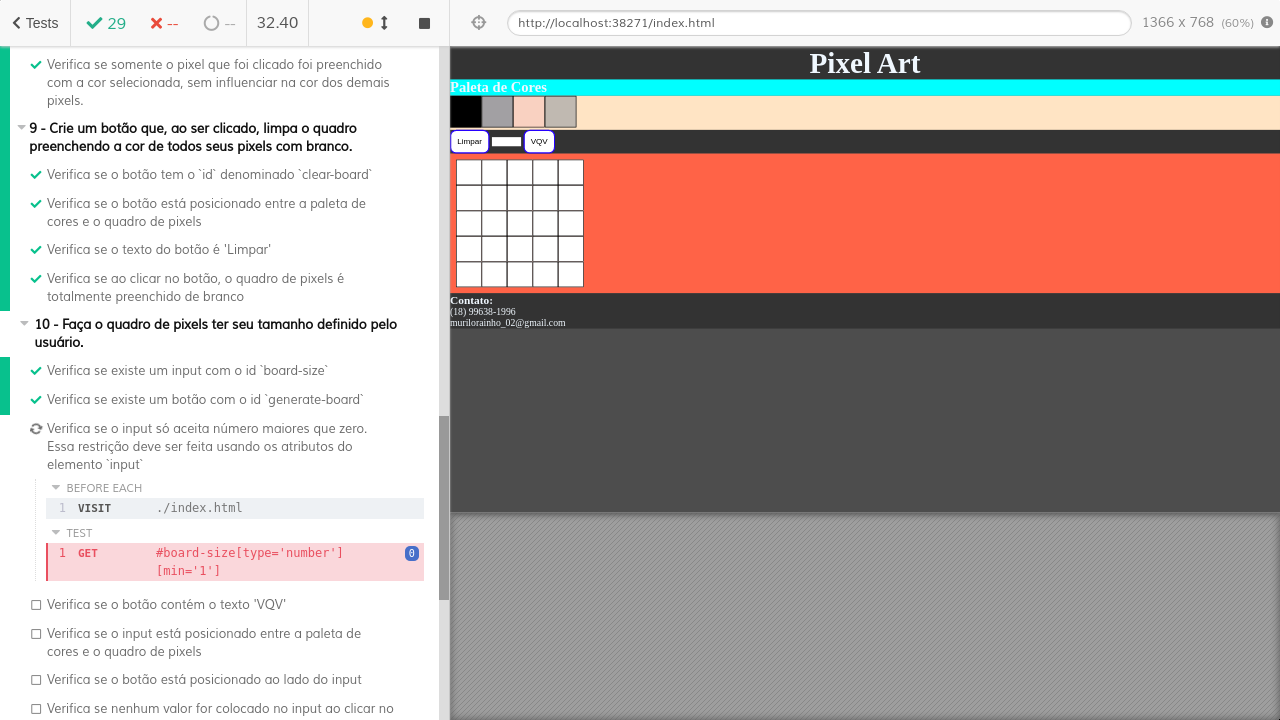 Tests
29
--
--
32.40
http://localhost:38271/index.html
1366 x 768 (60%)
Verifica se somente o pixel que foi clicado foi preenchido
com a cor selecionada, sem influenciar na cor dos demais
pixels.
9 - Crie um botão que, ao ser clicado, limpa o quadro
preenchendo a cor de todos seus pixels com branco.
Verifica se o botão tem o `id` denominado `clear-board`
Verifica se o botão está posicionado entre a paleta de
cores e o quadro de pixels
Verifica se o texto do botão é 'Limpar'
Verifica se ao clicar no botão, o quadro de pixels é
totalmente preenchido de branco
10 - Faça o quadro de pixels ter seu tamanho definido pelo
usuário.
Verifica se existe um input com o id `board-size`
Verifica se existe um botão com o id `generate-board`
Verifica se o input só aceita número maiores que zero.
Essa restrição deve ser feita usando os atributos do
elemento `input`
BEFORE EACH
1 VISIT ./index.html
TEST
1 GET #board-size[type='number'] 0
[min='1']
Verifica se o botão contém o texto 'VQV'
Verifica se o input está posicionado entre a paleta de
cores e o quadro de pixels
Verifica se o botão está posicionado ao lado do input
Verifica se nenhum valor for colocado no input ao clicar no
Pixel Art
Paleta de Cores
Limpar VQV
Contato:
(18) 99638-1996
murilorainho_02@gmail.com